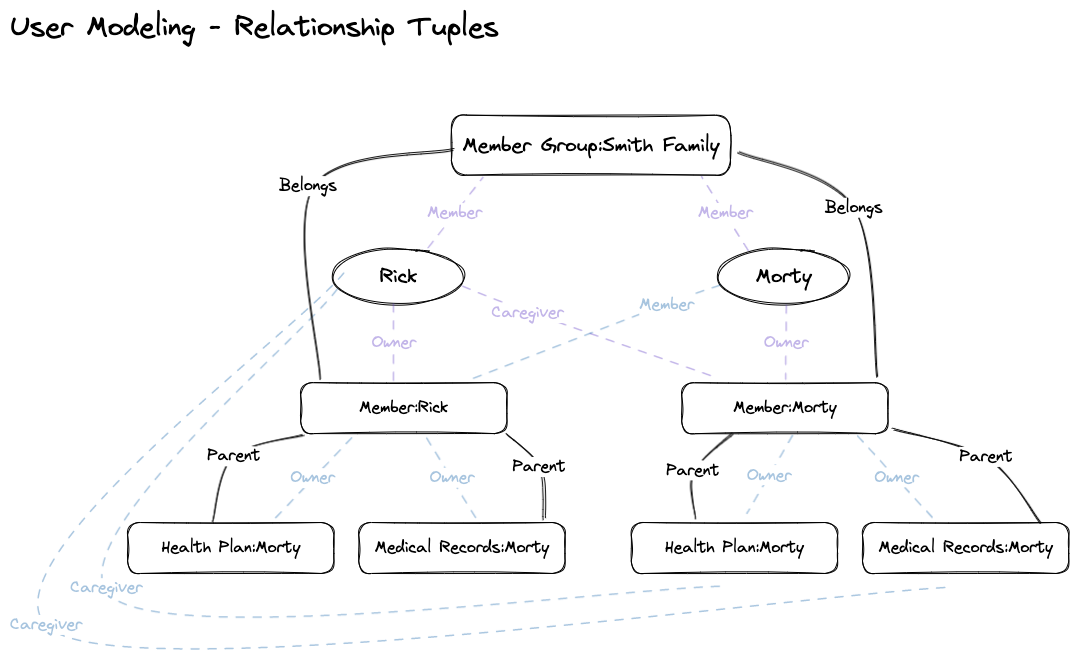 User Modeling - Relationship Tuples
Member Group:Smith Family
Belongs
Belongs
Member
Member
Rick
Morty
Caregiver
Member
Owner
Owner
Member:Rick
Member:Morty
Parent
Owner
Owner
Parent
Parent
Owner
Owner
Parent
Health Plan:Morty
Medical Records:Morty
Health Plan:Morty
Medical Records:Morty
Caregiver
Caregiver